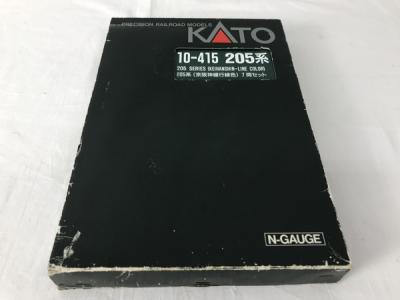 PRECISION RAILROAD MODELS
KATO
10-415 205系
205 SERIES (KEIHANSHIN-LINE COLOR)
205系(京阪神緩行線色)7両セット
N-GAUGE